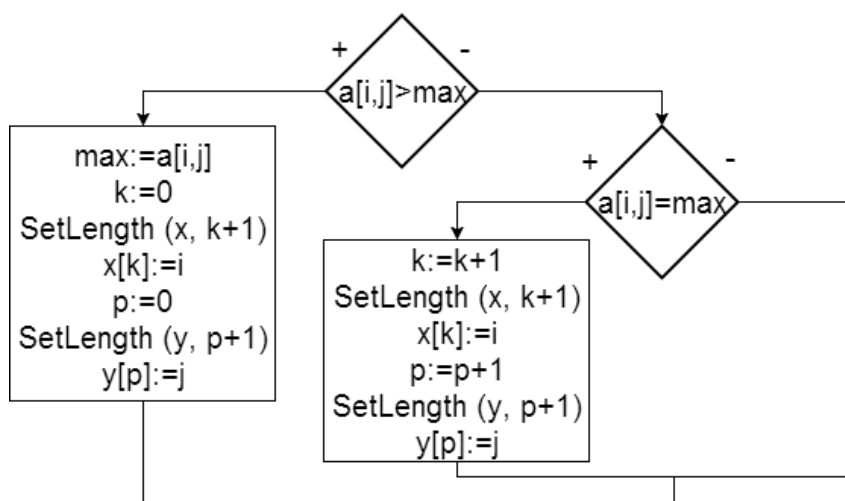 + -
a[i,j]>max
max:=a[i,j]
k:=0
SetLength (x, k+1)
x[k]:=i
p:=0
SetLength (y, p+1)
y[p]:=j
+ -
a[i,j]=max
k:=k+1
SetLength (x, k+1)
x[k]:=i
p:=p+1
SetLength (y, p+1)
y[p]:=j